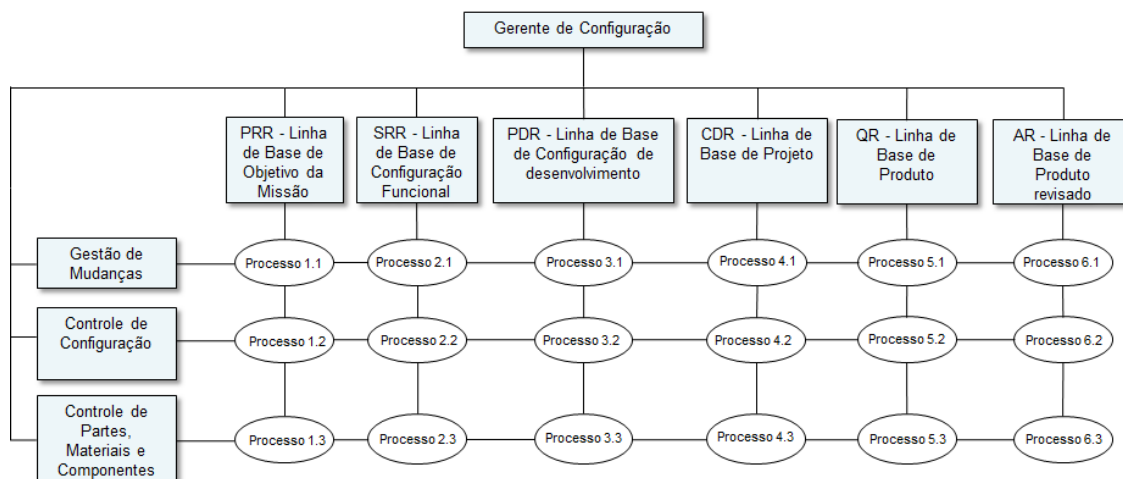 Gerente de Configuração
PRR - Linha
de Base de
Objetivo da
Missão
SRR - Linha
de Base de
Configuração
Funcional
PDR - Linha de Base
de Configuração de
desenvolvimento
CDR - Linha de
Base de Projeto
QR - Linha de
Base de
Produto
AR - Linha de
Base de
Produto
revisado
Gestão de
Mudanças
Processo 1.1
Processo 2.1
Processo 3.1
Processo 4.1
Processo 5.1
Processo 6.1
Controle de
Configuração
Processo 1.2
Processo 2.2
Processo 3.2
Processo 4.2
Processo 5.2
Processo 6.2
Controle de
Partes,
Materiais e
Componentes
Processo 1.3
Processo 2.3
Processo 3.3
Processo 4.3
Processo 5.3
Processo 6.3